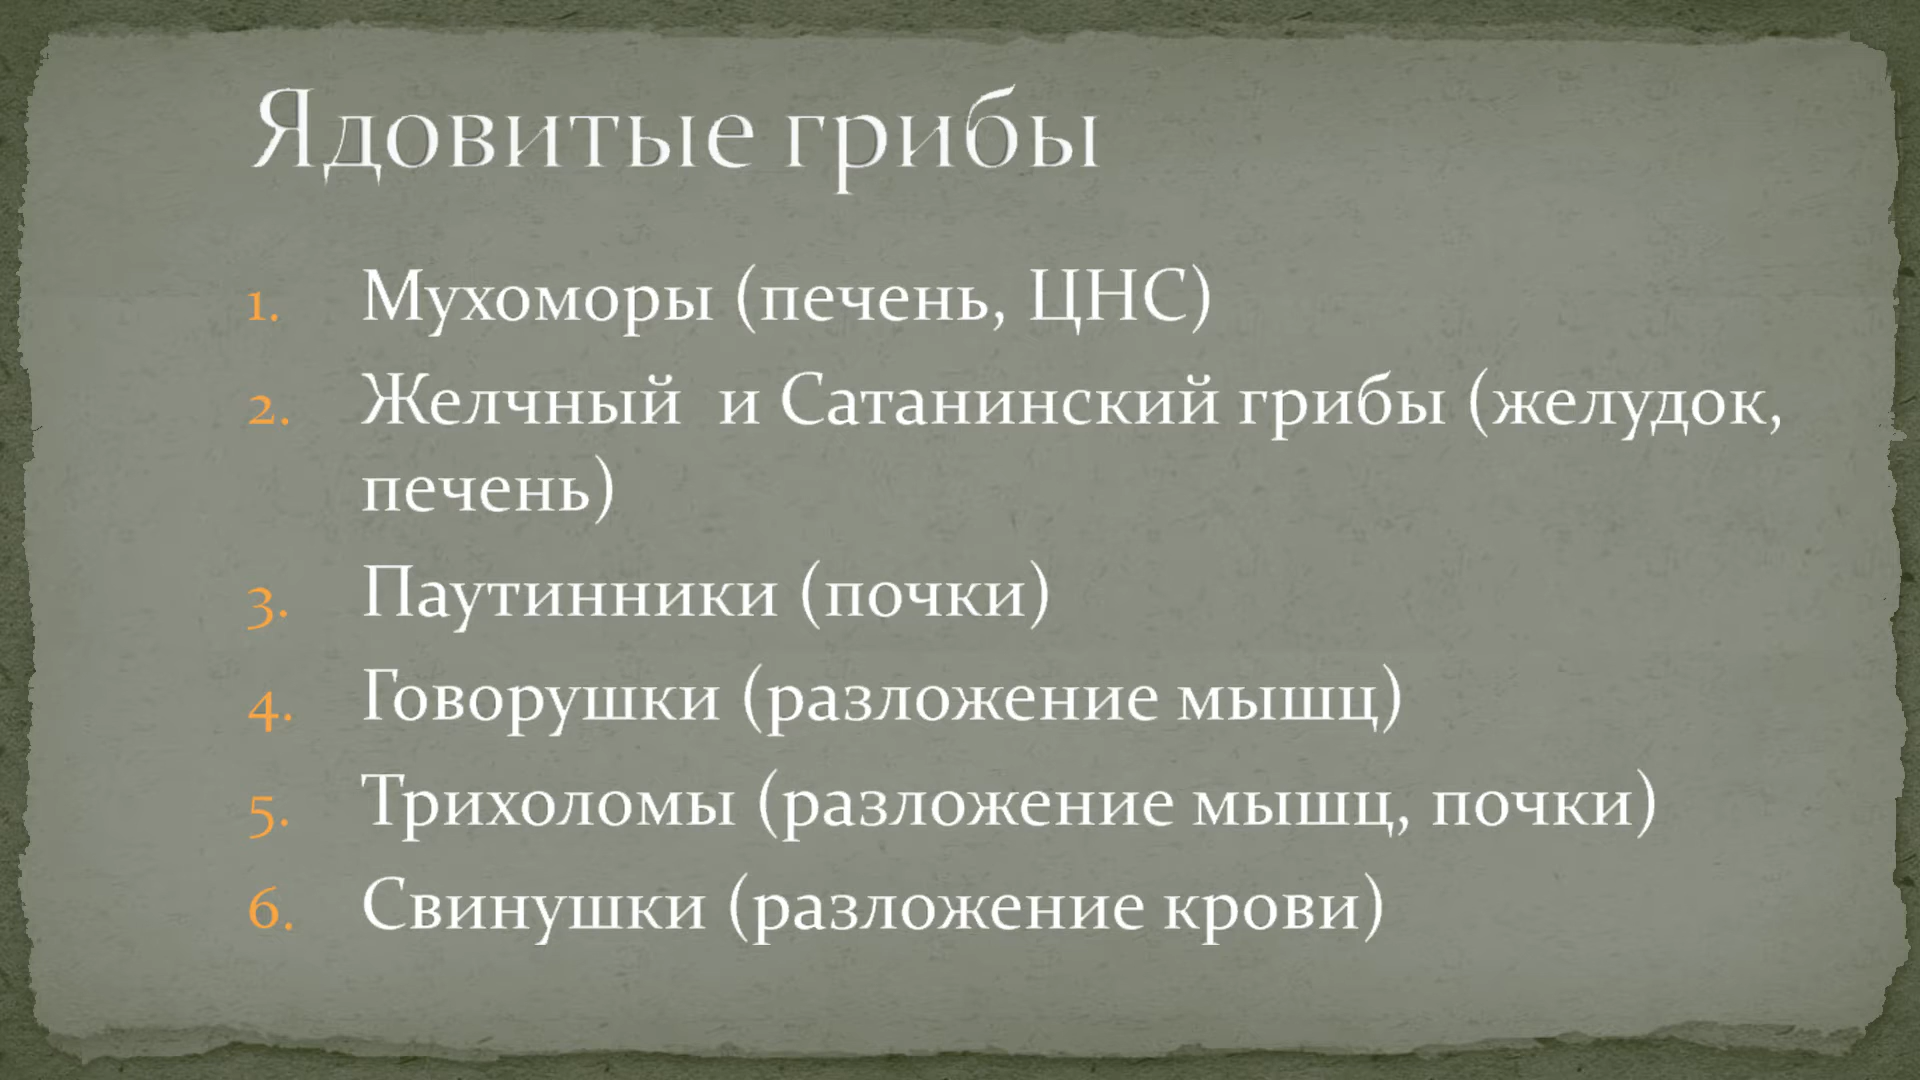 Ядовитые грибы
1. Мухоморы (печень, ЦНС)
2. Желчный  и Сатанинский грибы (желудок,
печень)
3. Паутинники (почки)
4. Говорушки (разложение мышц)
5. Трихоломы (разложение мышц, почки)
6. Свинушки (разложение крови)